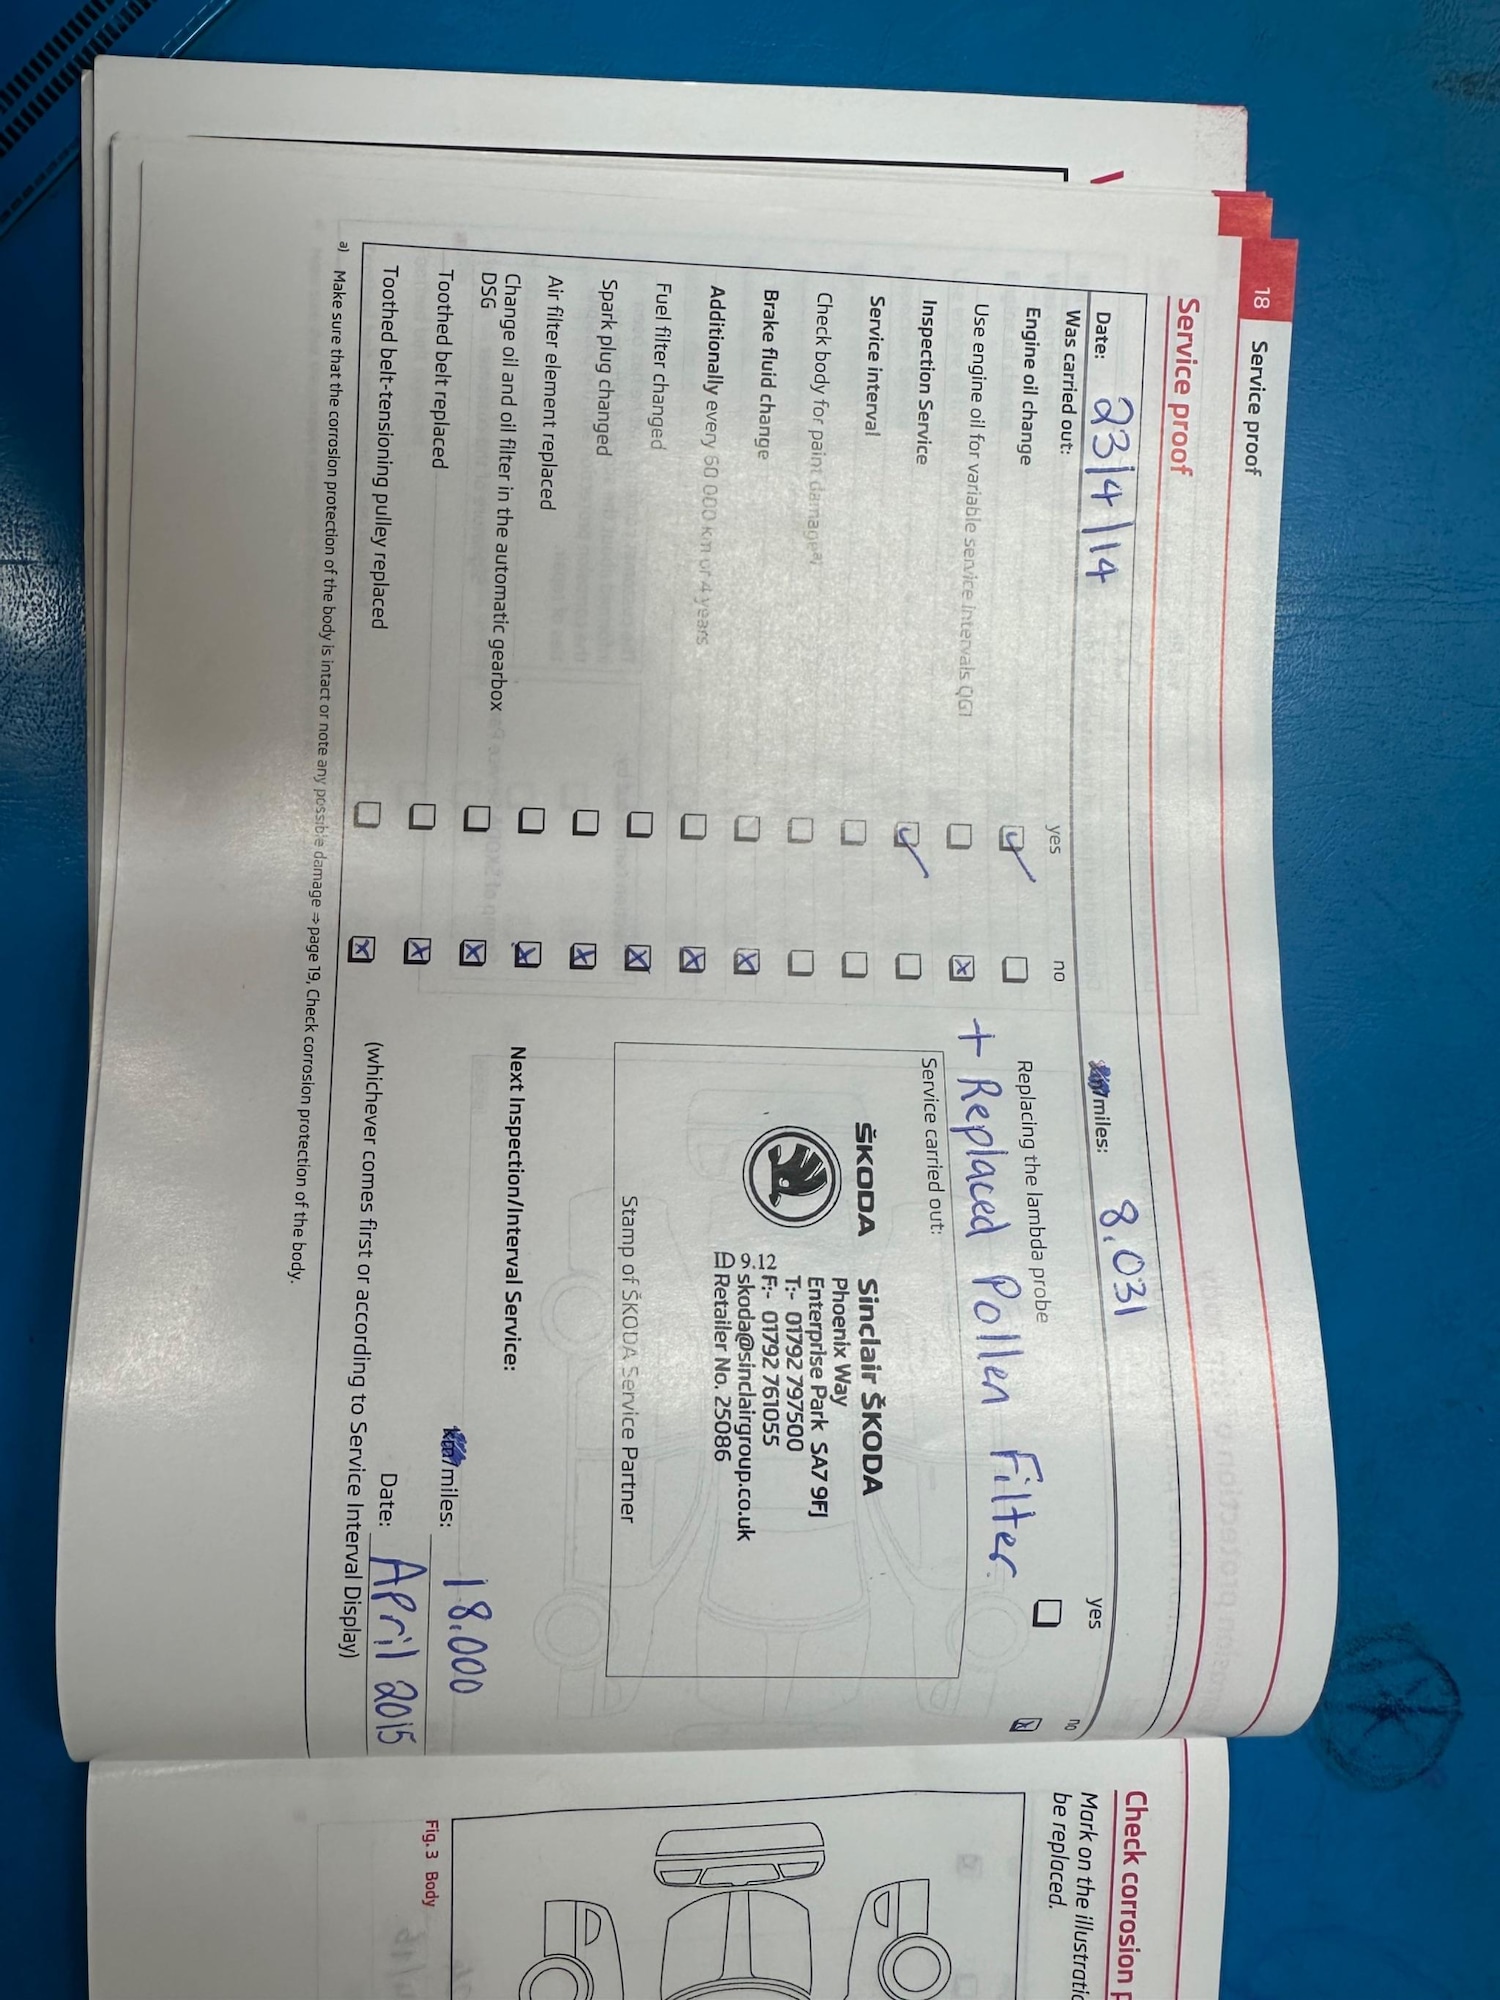 18 Service proof
Service proof
Date: 23/4/14 km/miles: 8.031
Was carried out: yes no yes no
Engine oil change Replacing the lambda probe
Use engine oil for variable service intervals QG1 + Replaced Pollen Filter.
Inspection Service Service carried out:
Service interval
Check body for paint damage a)
Brake fluid change
Additionally every 60 000 km or 4 years
Fuel filter changed
Spark plug changed
Air filter element replaced
Change oil and oil filter in the automatic gearbox
DSG
Toothed belt replaced
Toothed belt-tensioning pulley replaced
ŠKODA Sinclair ŠKODA
Phoenix Way
Enterprise Park SA7 9FJ
T:- 01792 797500
F:- 01792 761055
9.12
skoda@sinclairgroup.co.uk
Retailer No. 25086
Stamp of ŠKODA Service Partner
Next Inspection/Interval Service:
km/miles: 18.000
Date: April 2015
(whichever comes first or according to Service Interval Display)
a) Make sure that the corrosion protection of the body is intact or note any possible damage ⇒ page 19, Check corrosion protection of the body.
Check corrosion
Mark on the illustratio
be replaced.
Fig. 3 Body